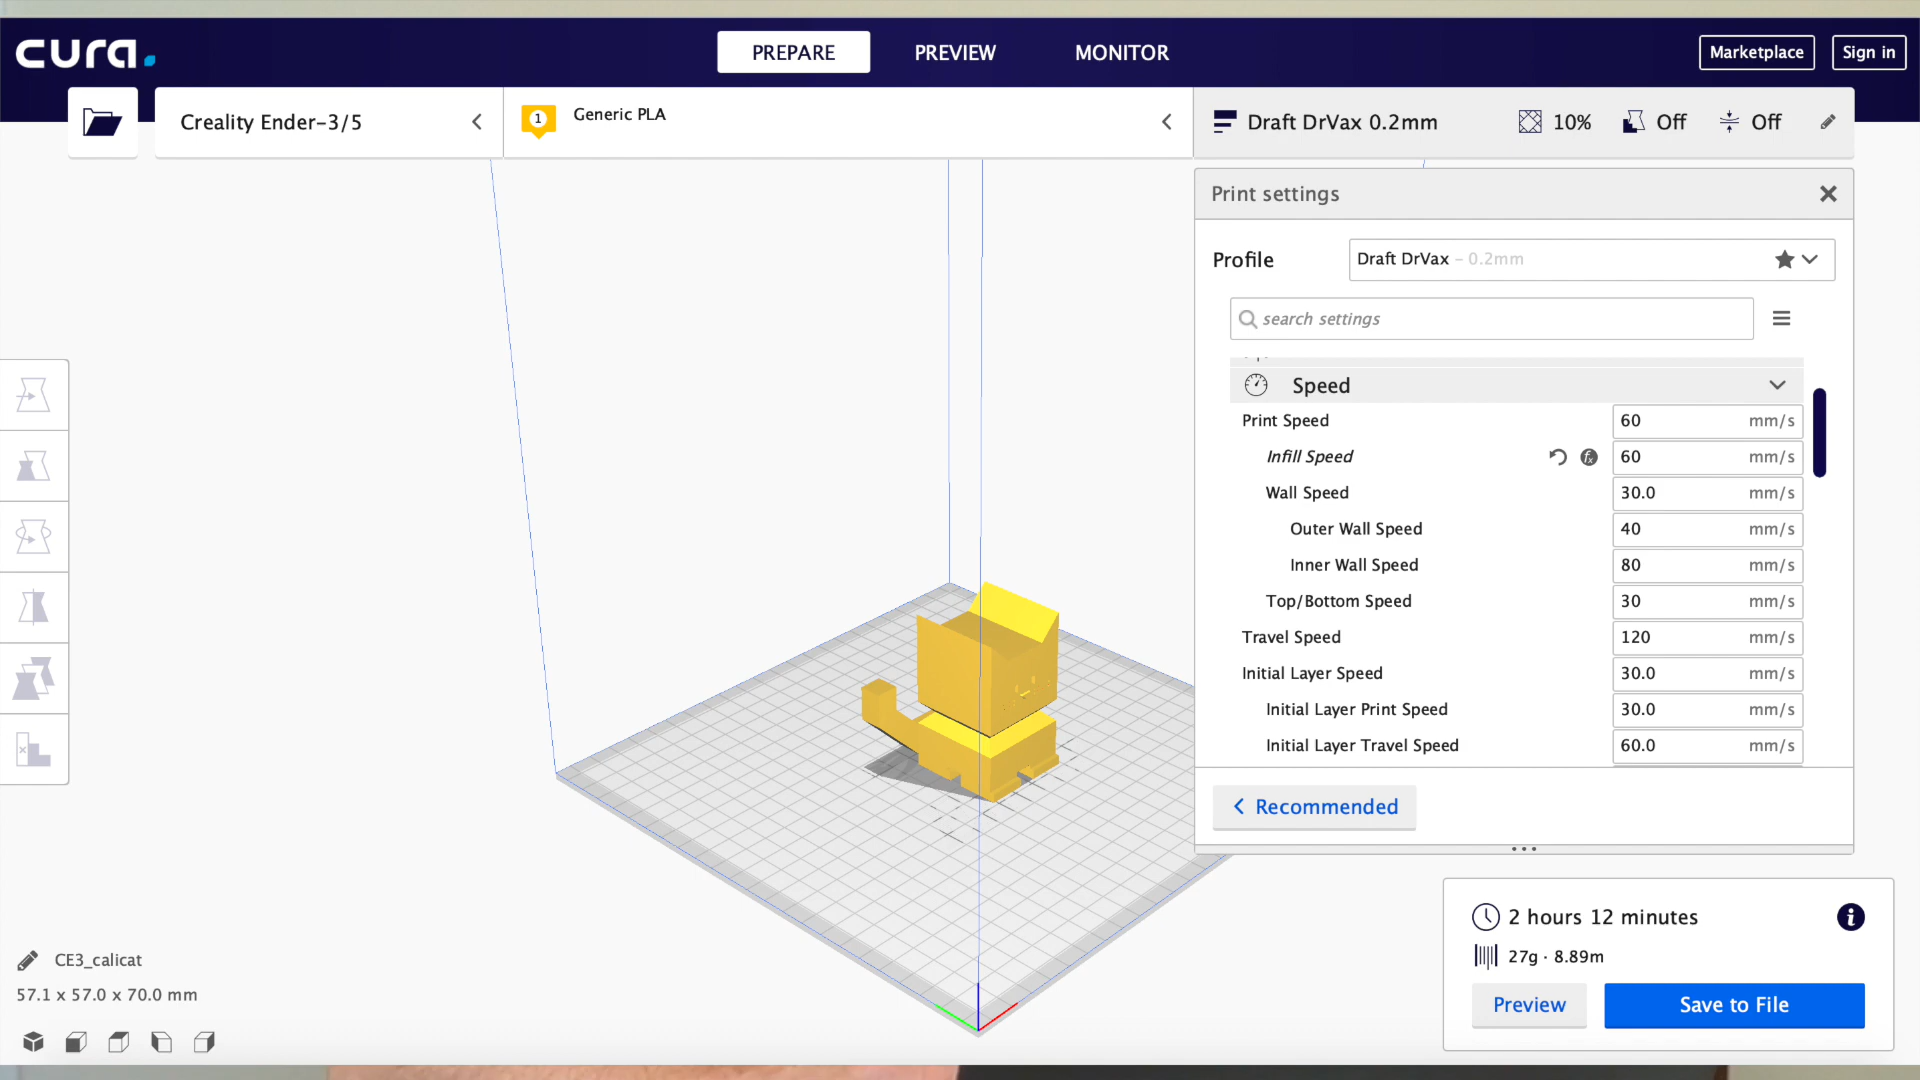 cura.
PREPARE
PREVIEW
MONITOR
Marketplace
Sign in
Creality Ender-3/5
1
Generic PLA
Draft DrVax 0.2mm
10%
Off
Off
Print settings
Profile
Draft DrVax - 0.2mm
search settings
Speed
Print Speed 60 mm/s
Infill Speed fx 60 mm/s
Wall Speed 30.0 mm/s
Outer Wall Speed 40 mm/s
Inner Wall Speed 80 mm/s
Top/Bottom Speed 30 mm/s
Travel Speed 120 mm/s
Initial Layer Speed 30.0 mm/s
Initial Layer Print Speed 30.0 mm/s
Initial Layer Travel Speed 60.0 mm/s
Recommended
2 hours 12 minutes
27g · 8.89m
Preview
Save to File
CE3_calicat
57.1 x 57.0 x 70.0 mm